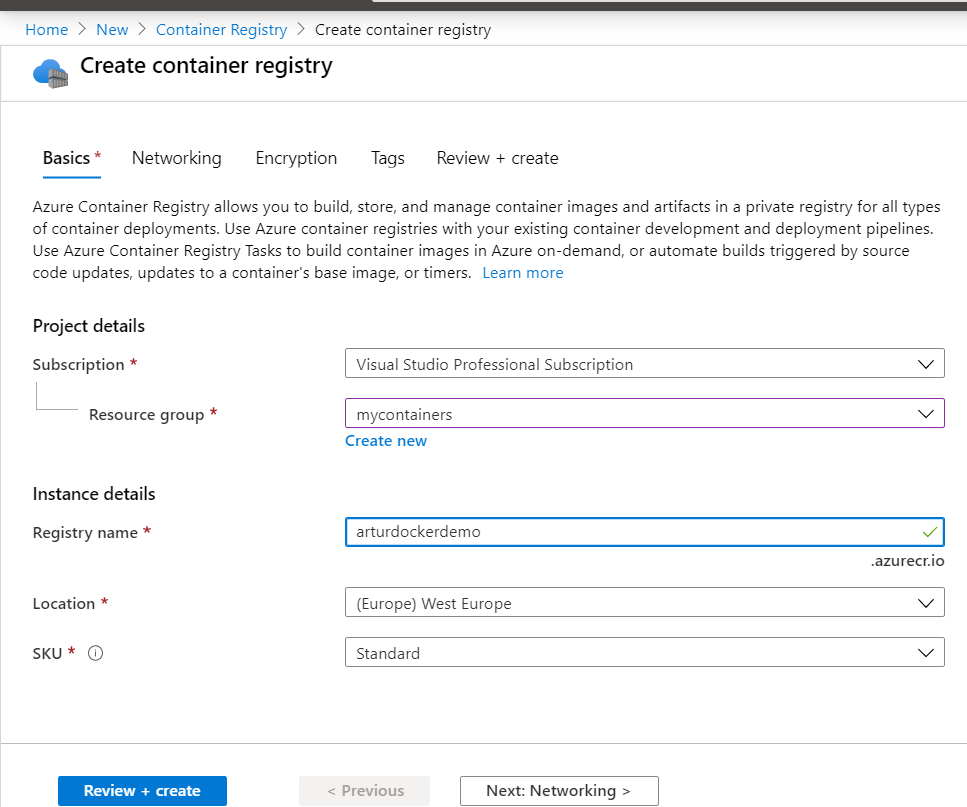 Home > New > Container Registry > Create container registry
Create container registry
Basics * Networking Encryption Tags Review + create
Azure Container Registry allows you to build, store, and manage container images and artifacts in a private registry for all types
of container deployments. Use Azure container registries with your existing container development and deployment pipelines.
Use Azure Container Registry Tasks to build container images in Azure on-demand, or automate builds triggered by source
code updates, updates to a container's base image, or timers. Learn more
Project details
Subscription * Visual Studio Professional Subscription
Resource group * mycontainers
Create new
Instance details
Registry name * arturdockerdemo
.azurecr.io
Location * (Europe) West Europe
SKU * Standard
Review + create < Previous Next: Networking >